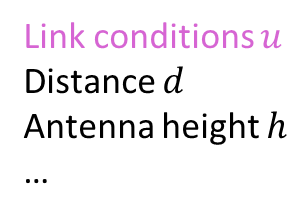 Link conditions u
Distance d
Antenna height h
...